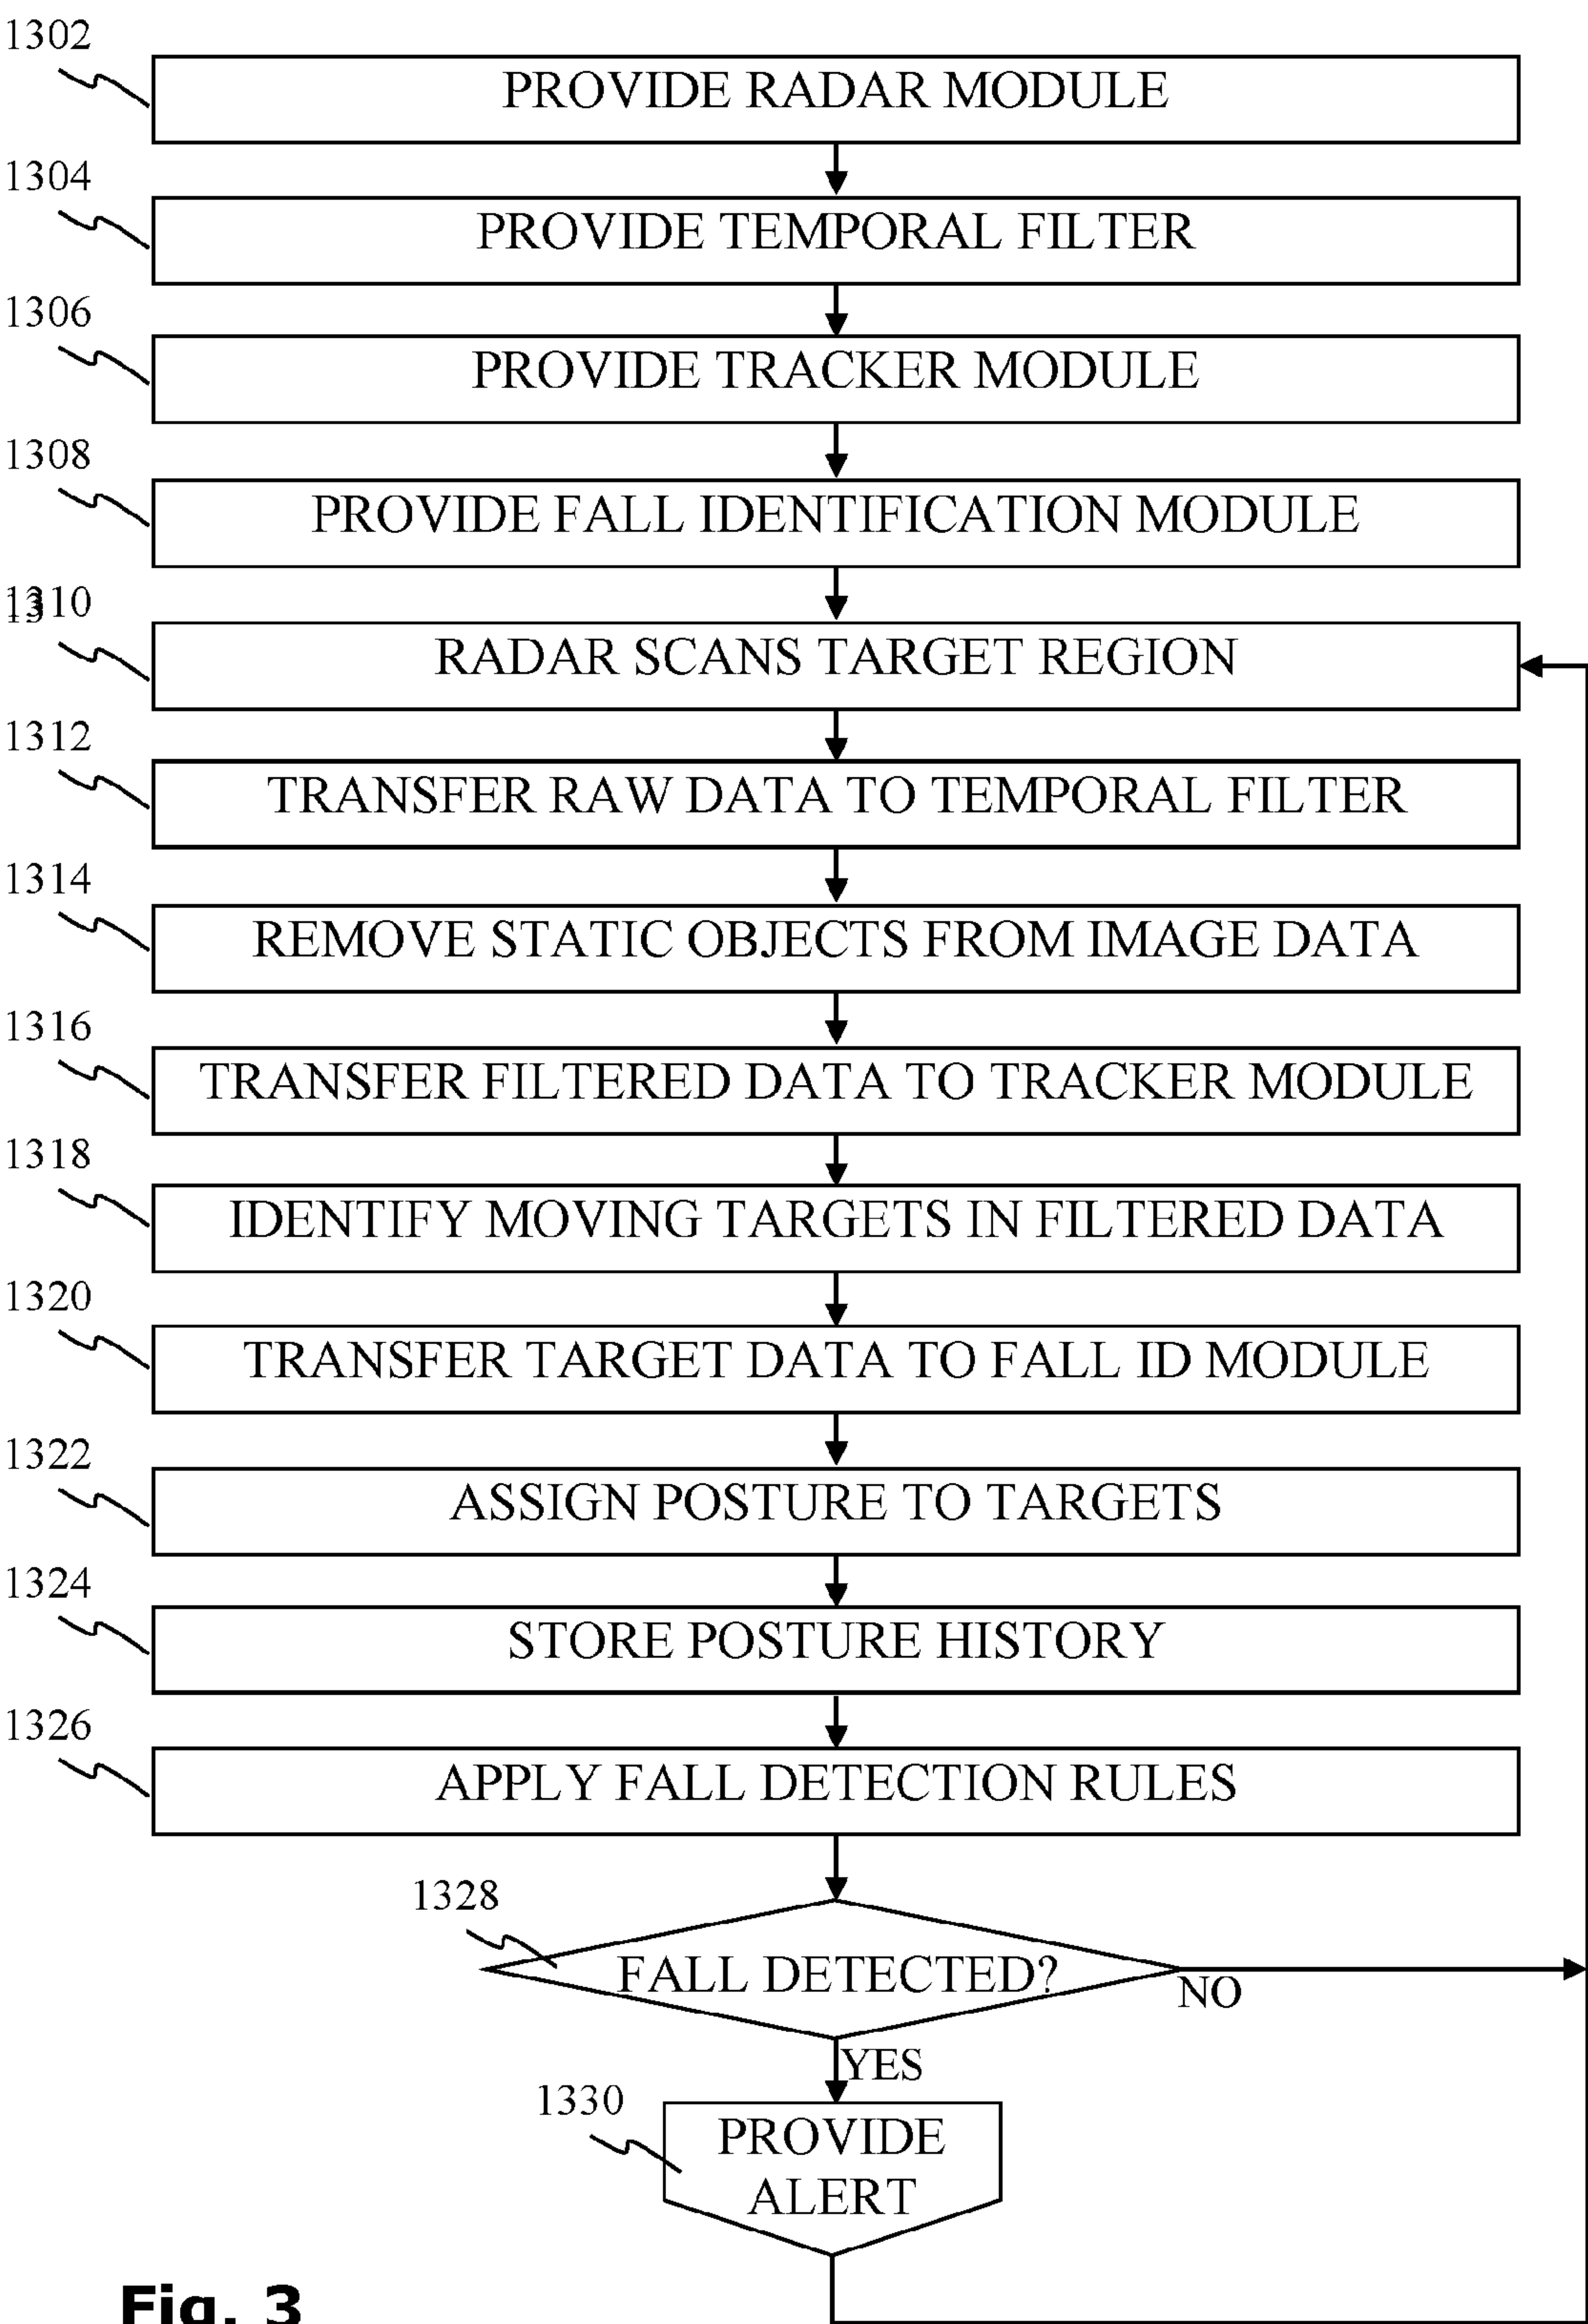 1302
PROVIDE RADAR MODULE
1304
PROVIDE TEMPORAL FILTER
1306
PROVIDE TRACKER MODULE
1308
PROVIDE FALL IDENTIFICATION MODULE
1310
RADAR SCANS TARGET REGION
1312
TRANSFER RAW DATA TO TEMPORAL FILTER
1314
REMOVE STATIC OBJECTS FROM IMAGE DATA
1316
TRANSFER FILTERED DATA TO TRACKER MODULE
1318
IDENTIFY MOVING TARGETS IN FILTERED DATA
1320
TRANSFER TARGET DATA TO FALL ID MODULE
1322
ASSIGN POSTURE TO TARGETS
1324
STORE POSTURE HISTORY
1326
APPLY FALL DETECTION RULES
1328
FALL DETECTED?
NO
YES
1330
PROVIDE
ALERT
Fig. 3